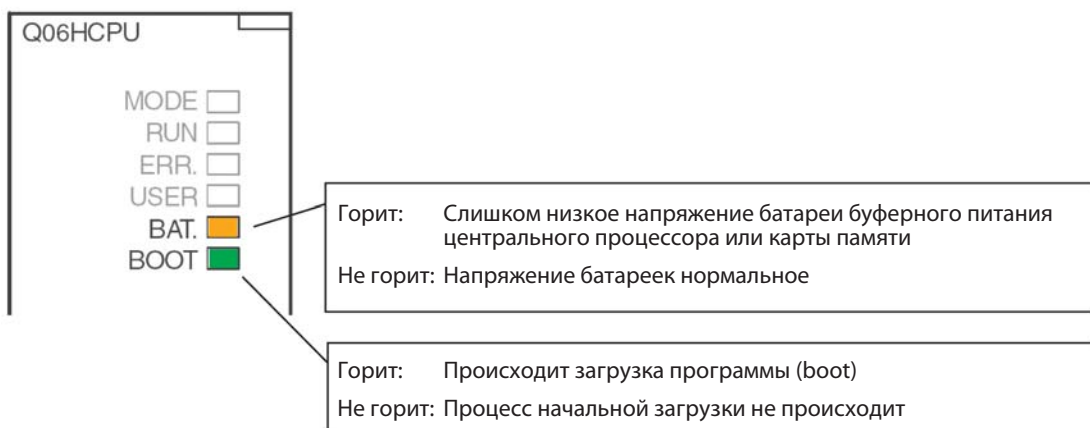 Q06HCPU
MODE
RUN
ERR.
USER
BAT.
BOOT
Горит: Слишком низкое напряжение батареи буферного питания
центрального процессора или карты памяти
Не горит: Напряжение батареек нормальное
Горит: Происходит загрузка программы (boot)
Не горит: Процесс начальной загрузки не происходит